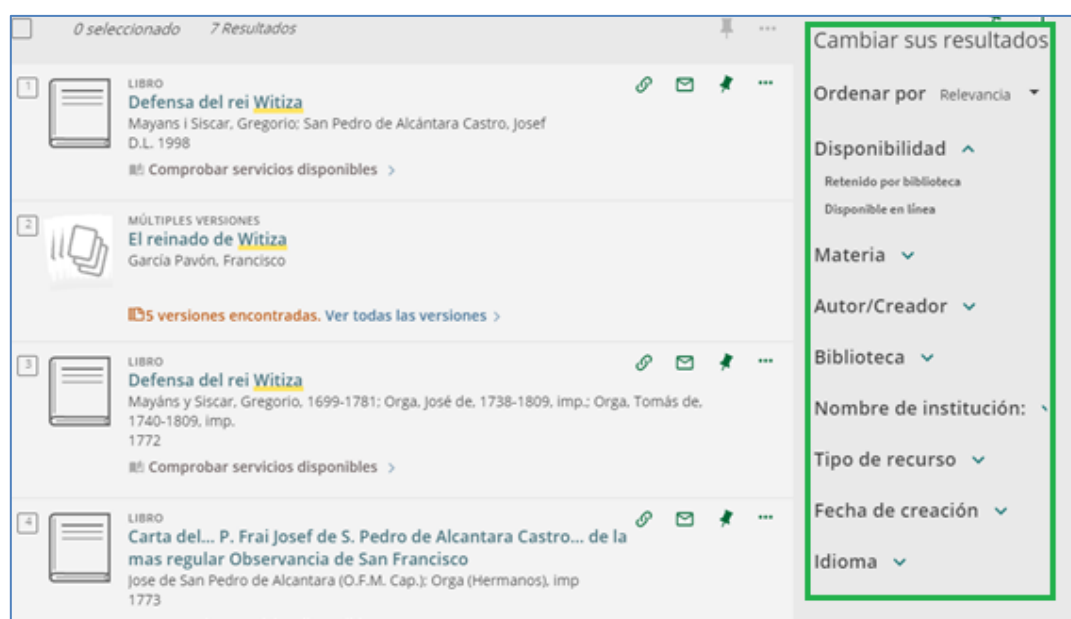 0 seleccionado 7 Resultados
1
LIBRO
Defensa del rei Witiza
Mayans i Siscar, Gregorio; San Pedro de Alcántara Castro, Josef
D.L. 1998
Comprobar servicios disponibles >
2
MÚLTIPLES VERSIONES
El reinado de Witiza
García Pavón, Francisco
5 versiones encontradas. Ver todas las versiones >
3
LIBRO
Defensa del rei Witiza
Mayáns y Siscar, Gregorio, 1699-1781; Orga, José de, 1738-1809, imp.; Orga, Tomás de,
1740-1809, imp.
1772
Comprobar servicios disponibles >
4
LIBRO
Carta del... P. Frai Josef de S. Pedro de Alcantara Castro... de la
mas regular Observancia de San Francisco
Jose de San Pedro de Alcantara (O.F.M. Cap.); Orga (Hermanos), imp
1773
Cambiar sus resultados
Ordenar por Relevancia
Disponibilidad
Retenido por biblioteca
Disponible en línea
Materia
Autor/Creador
Biblioteca
Nombre de institución:
Tipo de recurso
Fecha de creación
Idioma